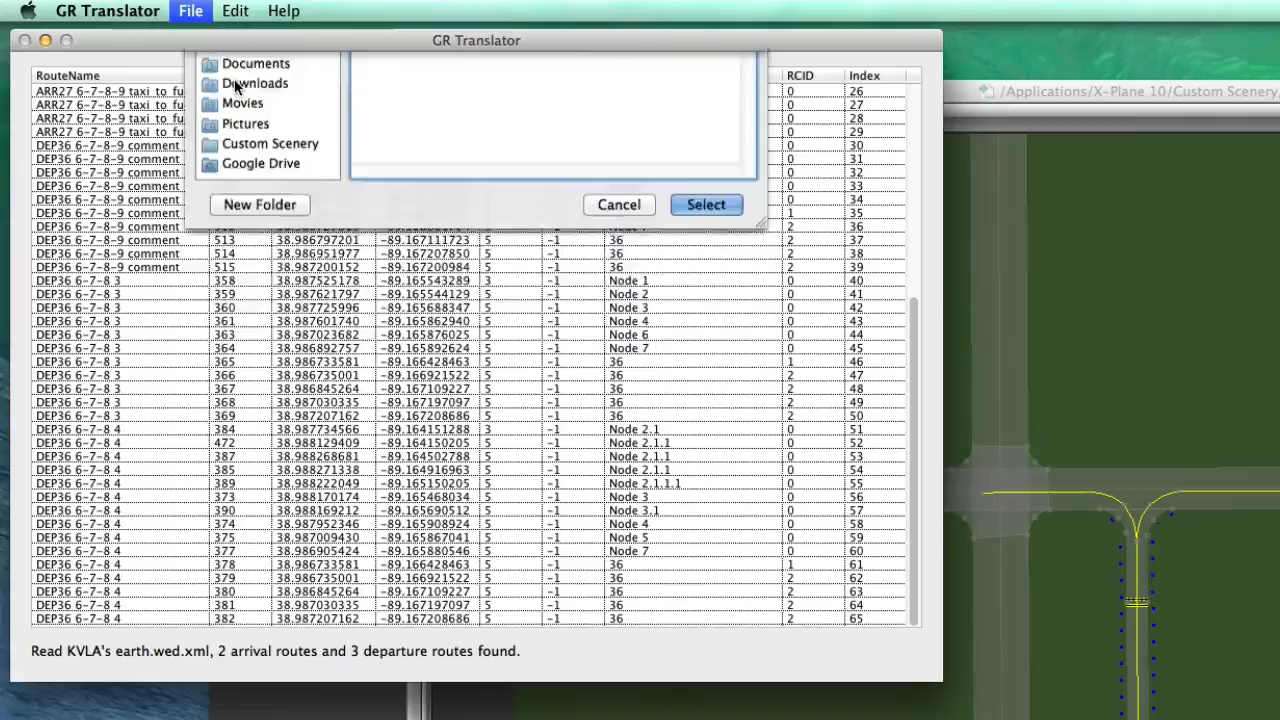 GR Translator File Edit Help
GR Translator
/Applications/X-Plane 10/Custom Scenery/
Documents
Downloads
Movies
Pictures
Custom Scenery
Google Drive
New Folder Cancel Select
RouteName RCID Index
ARR27 6-7-8-9 taxi to fu 0 26
ARR27 6-7-8-9 taxi to fu 0 27
ARR27 6-7-8-9 taxi to fu 0 28
ARR27 6-7-8-9 taxi to fu 0 29
DEP36 6-7-8-9 comment 0 30
DEP36 6-7-8-9 comment 0 31
DEP36 6-7-8-9 comment 0 32
DEP36 6-7-8-9 comment 0 33
DEP36 6-7-8-9 comment 0 34
DEP36 6-7-8-9 comment 1 35
DEP36 6-7-8-9 comment 2 36
DEP36 6-7-8-9 comment 513 38.986797201 -89.167111723 5 -1 36 2 37
DEP36 6-7-8-9 comment 514 38.986951977 -89.167207850 5 -1 36 2 38
DEP36 6-7-8-9 comment 515 38.987200152 -89.167200984 5 -1 36 2 39
DEP36 6-7-8 3 358 38.987525178 -89.165543289 3 -1 Node 1 0 40
DEP36 6-7-8 3 359 38.987621797 -89.165544129 5 -1 Node 2 0 41
DEP36 6-7-8 3 360 38.987725996 -89.165688347 5 -1 Node 3 0 42
DEP36 6-7-8 3 361 38.987601740 -89.165862940 5 -1 Node 4 0 43
DEP36 6-7-8 3 363 38.987023682 -89.165876025 5 -1 Node 6 0 44
DEP36 6-7-8 3 364 38.986892757 -89.165892624 5 -1 Node 7 0 45
DEP36 6-7-8 3 365 38.986733581 -89.166428463 5 -1 36 1 46
DEP36 6-7-8 3 366 38.986735001 -89.166921522 5 -1 36 2 47
DEP36 6-7-8 3 367 38.986845264 -89.167109227 5 -1 36 2 48
DEP36 6-7-8 3 368 38.987030335 -89.167197097 5 -1 36 2 49
DEP36 6-7-8 3 369 38.987207162 -89.167208686 5 -1 36 2 50
DEP36 6-7-8 4 384 38.987734566 -89.164151288 3 -1 Node 2.1 0 51
DEP36 6-7-8 4 472 38.988129409 -89.164150205 5 -1 Node 2.1.1 0 52
DEP36 6-7-8 4 387 38.988268681 -89.164502788 5 -1 Node 2.1.1 0 53
DEP36 6-7-8 4 385 38.988271338 -89.164916963 5 -1 Node 2.1.1 0 54
DEP36 6-7-8 4 389 38.988222049 -89.165150205 5 -1 Node 2.1.1.1 0 55
DEP36 6-7-8 4 373 38.988170174 -89.165468034 5 -1 Node 3 0 56
DEP36 6-7-8 4 390 38.988169212 -89.165690512 5 -1 Node 3.1 0 57
DEP36 6-7-8 4 374 38.987952346 -89.165908924 5 -1 Node 4 0 58
DEP36 6-7-8 4 375 38.987009430 -89.165867041 5 -1 Node 5 0 59
DEP36 6-7-8 4 377 38.986905424 -89.165880546 5 -1 Node 7 0 60
DEP36 6-7-8 4 378 38.986733581 -89.166428463 5 -1 36 1 61
DEP36 6-7-8 4 379 38.986735001 -89.166921522 5 -1 36 2 62
DEP36 6-7-8 4 380 38.986845264 -89.167109227 5 -1 36 2 63
DEP36 6-7-8 4 381 38.987030335 -89.167197097 5 -1 36 2 64
DEP36 6-7-8 4 382 38.987207162 -89.167208686 5 -1 36 2 65
Read KVLA's earth.wed.xml, 2 arrival routes and 3 departure routes found.